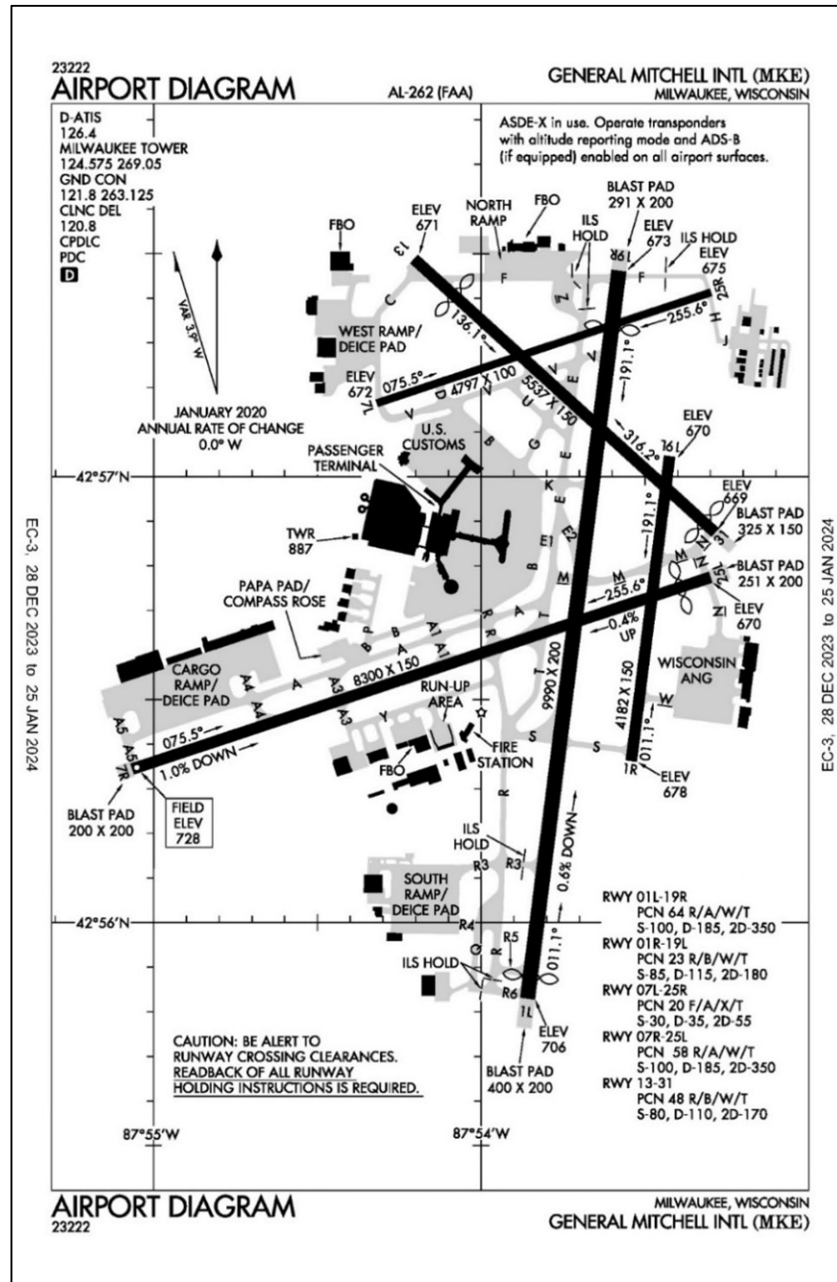 23222
AIRPORT DIAGRAM
AL-262 (FAA)
GENERAL MITCHELL INTL (MKE)
MILWAUKEE, WISCONSIN
D-ATIS
126.4
MILWAUKEE TOWER
124.575 269.05
GND CON
121.8 263.125
CLNC DEL
120.8
CPDLC
PDC
D
ASDE-X in use. Operate transponders
with altitude reporting mode and ADS-B
(if equipped) enabled on all airport surfaces.
VAR 3.9° W
JANUARY 2020
ANNUAL RATE OF CHANGE
0.0° W
FBO
ELEV
671
13
NORTH
RAMP
FBO
ILS
HOLD
BLAST PAD
291 X 200
ELEV
673
19R
ILS HOLD
ELEV
675
25R
F
F
C
Z
H
J
WEST RAMP/
DEICE PAD
136.1°
255.6°
191.1°
ELEV
672
7L
075.5°
4797 X 100
5537 X 150
V
D
V
U
V
E
V
B
G
E
U.S.
CUSTOMS
316.2°
19L
ELEV
670
PASSENGER
TERMINAL
42°57'N
K
E
E1
E2
191.1°
ELEV
669
31
BLAST PAD
325 X 150
TWR
887
N
N
M
25L
BLAST PAD
251 X 200
B
M
M
255.6°
0.4%
UP
ELEV
670
N
PAPA PAD/
COMPASS ROSE
P
B
B
A
A1
A1
R
R
A
T
T
CARGO
RAMP/
DEICE PAD
A
A3
A3
A4
A4
A5
A5
8300 X 150
RUN-UP
AREA
Y
9990 X 200
4182 X 150
WISCONSIN
ANG
W
075.5°
1.0% DOWN
7R
FBO
FIRE
STATION
S
S
011.1°
1R
ELEV
678
BLAST PAD
200 X 200
FIELD
ELEV
728
R
ILS
HOLD
R3
R3
0.6% DOWN
SOUTH
RAMP/
DEICE PAD
42°56'N
R4
Q
R
R5
R6
011.1°
ILS HOLD
1L
ELEV
706
BLAST PAD
400 X 200
CAUTION: BE ALERT TO
RUNWAY CROSSING CLEARANCES.
READBACK OF ALL RUNWAY
HOLDING INSTRUCTIONS IS REQUIRED.
RWY 01L-19R
PCN 64 R/A/W/T
S-100, D-185, 2D-350
RWY 01R-19L
PCN 23 R/B/W/T
S-85, D-115, 2D-180
RWY 07L-25R
PCN 20 F/A/X/T
S-30, D-35, 2D-55
RWY 07R-25L
PCN 58 R/A/W/T
S-100, D-185, 2D-350
RWY 13-31
PCN 48 R/B/W/T
S-80, D-110, 2D-170
87°55'W
87°54'W
EC-3, 28 DEC 2023 to 25 JAN 2024
EC-3, 28 DEC 2023 to 25 JAN 2024
AIRPORT DIAGRAM
23222
MILWAUKEE, WISCONSIN
GENERAL MITCHELL INTL (MKE)